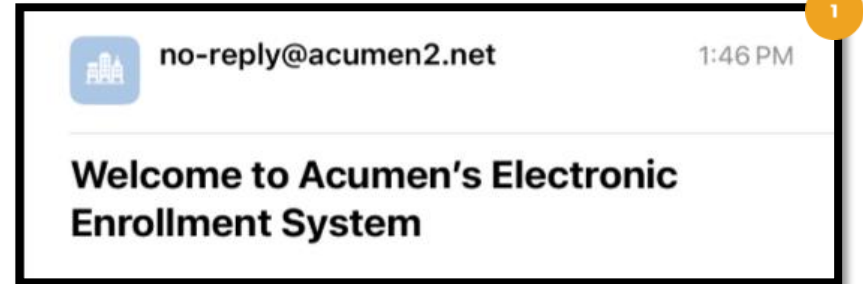 1
no-reply@acumen2.net 1:46 PM
Welcome to Acumen's Electronic
Enrollment System